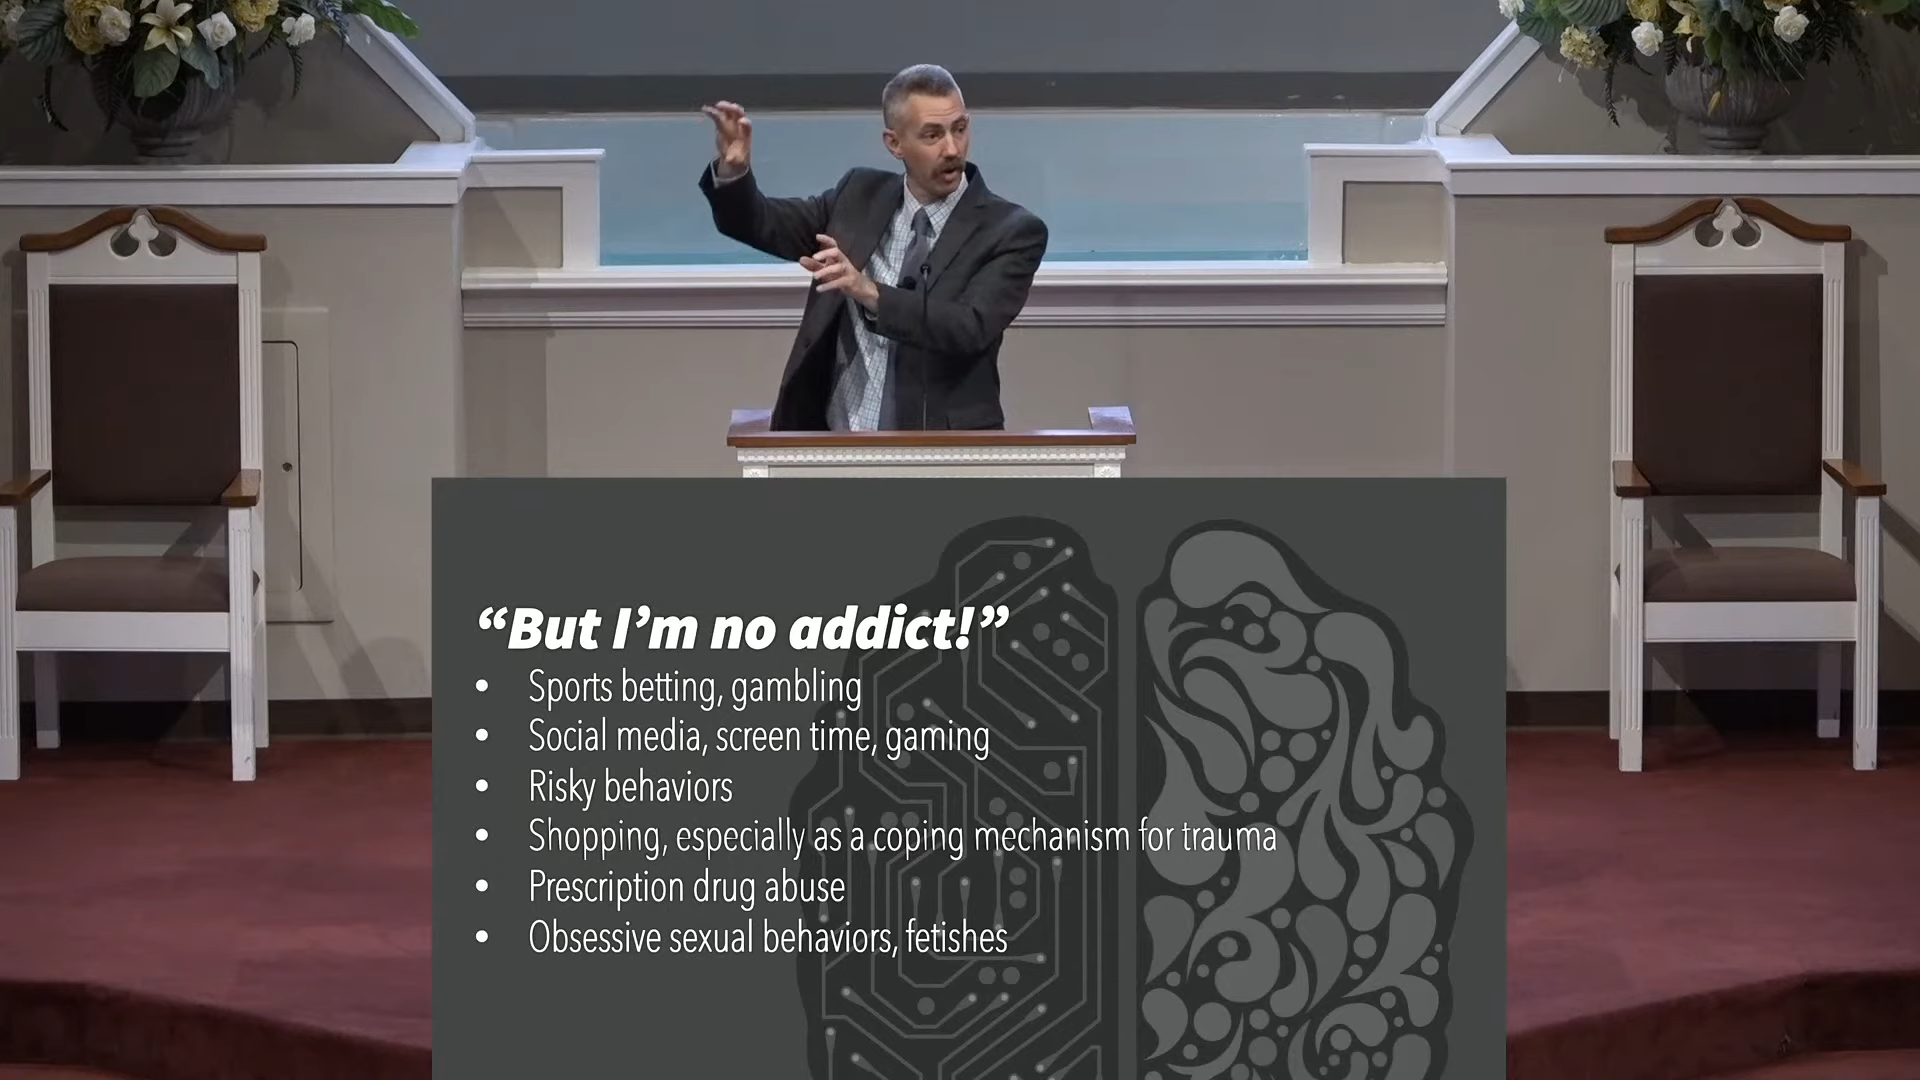 “But I’m no addict!”
• Sports betting, gambling
• Social media, screen time, gaming
• Risky behaviors
• Shopping, especially as a coping mechanism for trauma
• Prescription drug abuse
• Obsessive sexual behaviors, fetishes